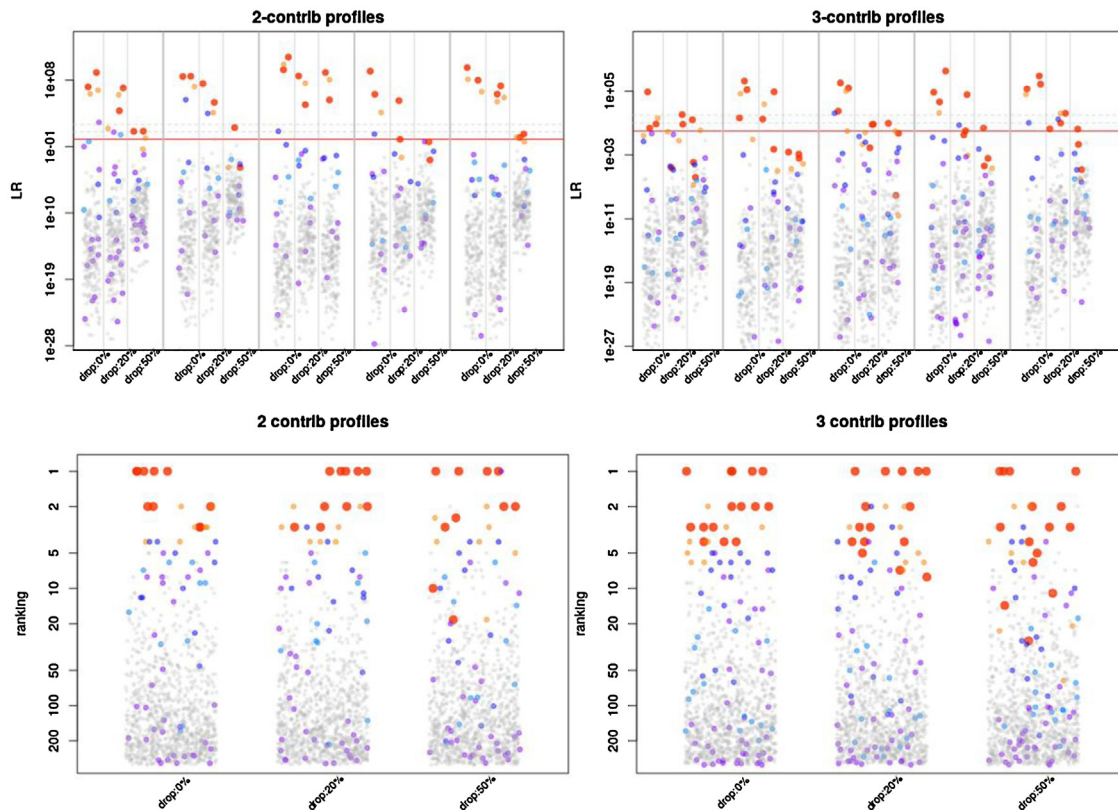 2-contrib profiles
3-contrib profiles
LR
1e+08
1e-01
1e-10
1e-19
1e-28
drop:0%
drop:20%
drop:50%
drop:0%
drop:20%
drop:50%
drop:0%
drop:20%
drop:50%
drop:0%
drop:20%
drop:50%
drop:0%
drop:20%
drop:50%
LR
1e+05
1e-03
1e-11
1e-19
1e-27
drop:0%
drop:20%
drop:50%
drop:0%
drop:20%
drop:50%
drop:0%
drop:20%
drop:50%
drop:0%
drop:20%
drop:50%
drop:0%
drop:20%
drop:50%
2 contrib profiles
3 contrib profiles
ranking
1
2
5
10
20
50
100
200
drop:0%
drop:20%
drop:50%
ranking
1
2
5
10
20
50
100
200
drop:0%
drop:20%
drop:50%